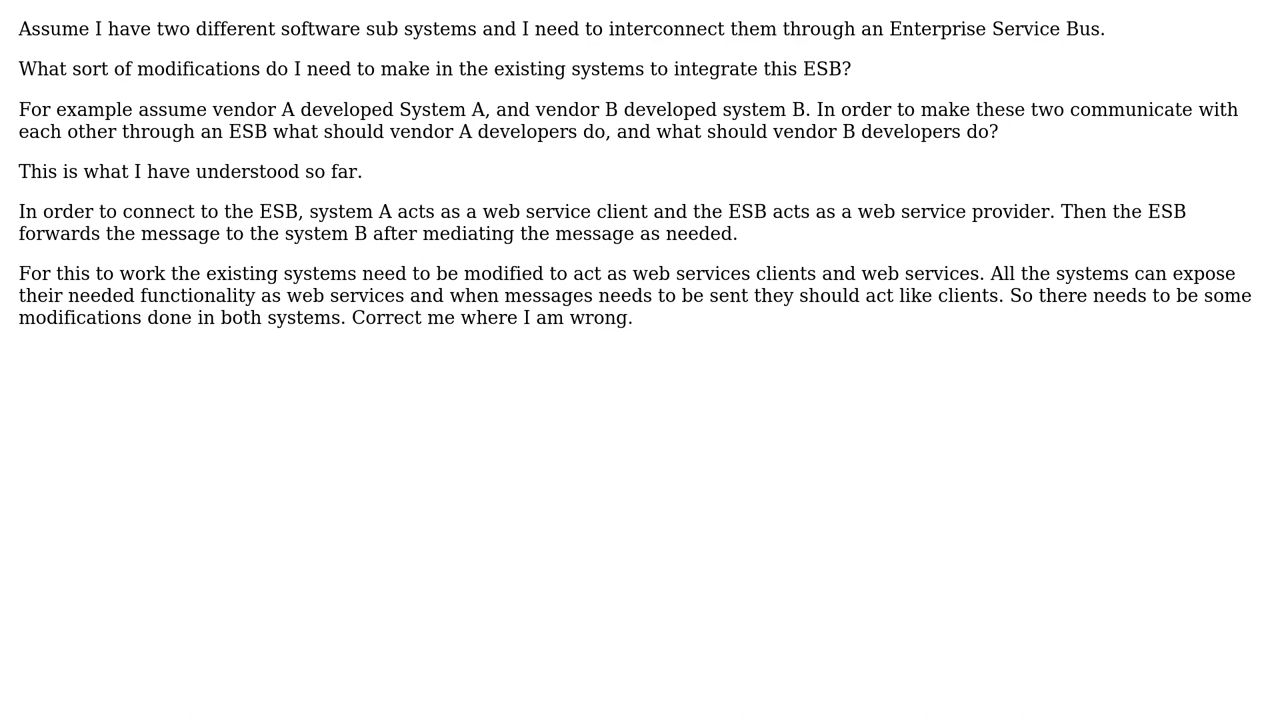 Assume I have two different software sub systems and I need to interconnect them through an Enterprise Service Bus.
What sort of modifications do I need to make in the existing systems to integrate this ESB?
For example assume vendor A developed System A, and vendor B developed system B. In order to make these two communicate with
each other through an ESB what should vendor A developers do, and what should vendor B developers do?
This is what I have understood so far.
In order to connect to the ESB, system A acts as a web service client and the ESB acts as a web service provider. Then the ESB
forwards the message to the system B after mediating the message as needed.
For this to work the existing systems need to be modified to act as web services clients and web services. All the systems can expose
their needed functionality as web services and when messages needs to be sent they should act like clients. So there needs to be some
modifications done in both systems. Correct me where I am wrong.